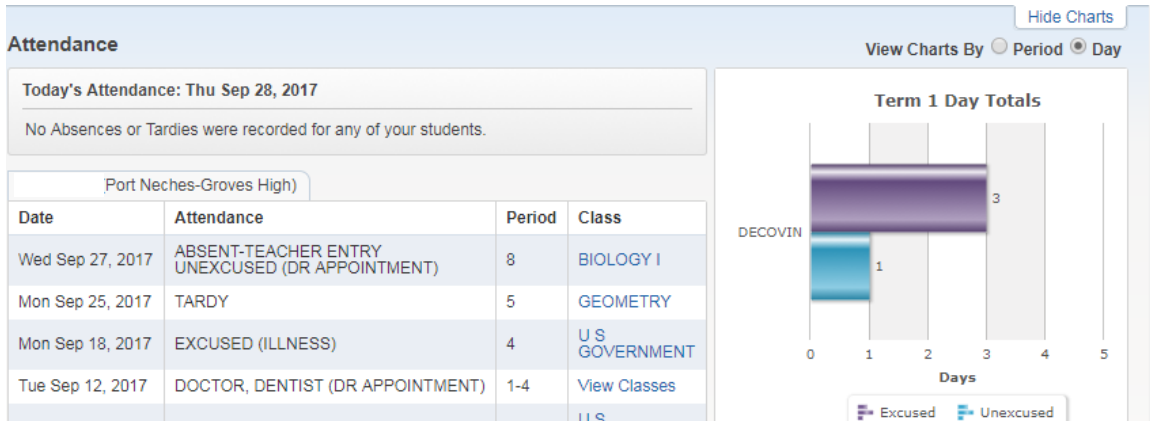 Hide Charts
Attendance
View Charts By Period Day
Today's Attendance: Thu Sep 28, 2017
No Absences or Tardies were recorded for any of your students.
(Port Neches-Groves High)
Date Attendance Period Class
Wed Sep 27, 2017 ABSENT-TEACHER ENTRY
UNEXCUSED (DR APPOINTMENT) 8 BIOLOGY I
Mon Sep 25, 2017 TARDY 5 GEOMETRY
Mon Sep 18, 2017 EXCUSED (ILLNESS) 4 U S
GOVERNMENT
Tue Sep 12, 2017 DOCTOR, DENTIST (DR APPOINTMENT) 1-4 View Classes
U S
Term 1 Day Totals
3
DECOVIN
1
0 1 2 3 4 5
Days
Excused Unexcused